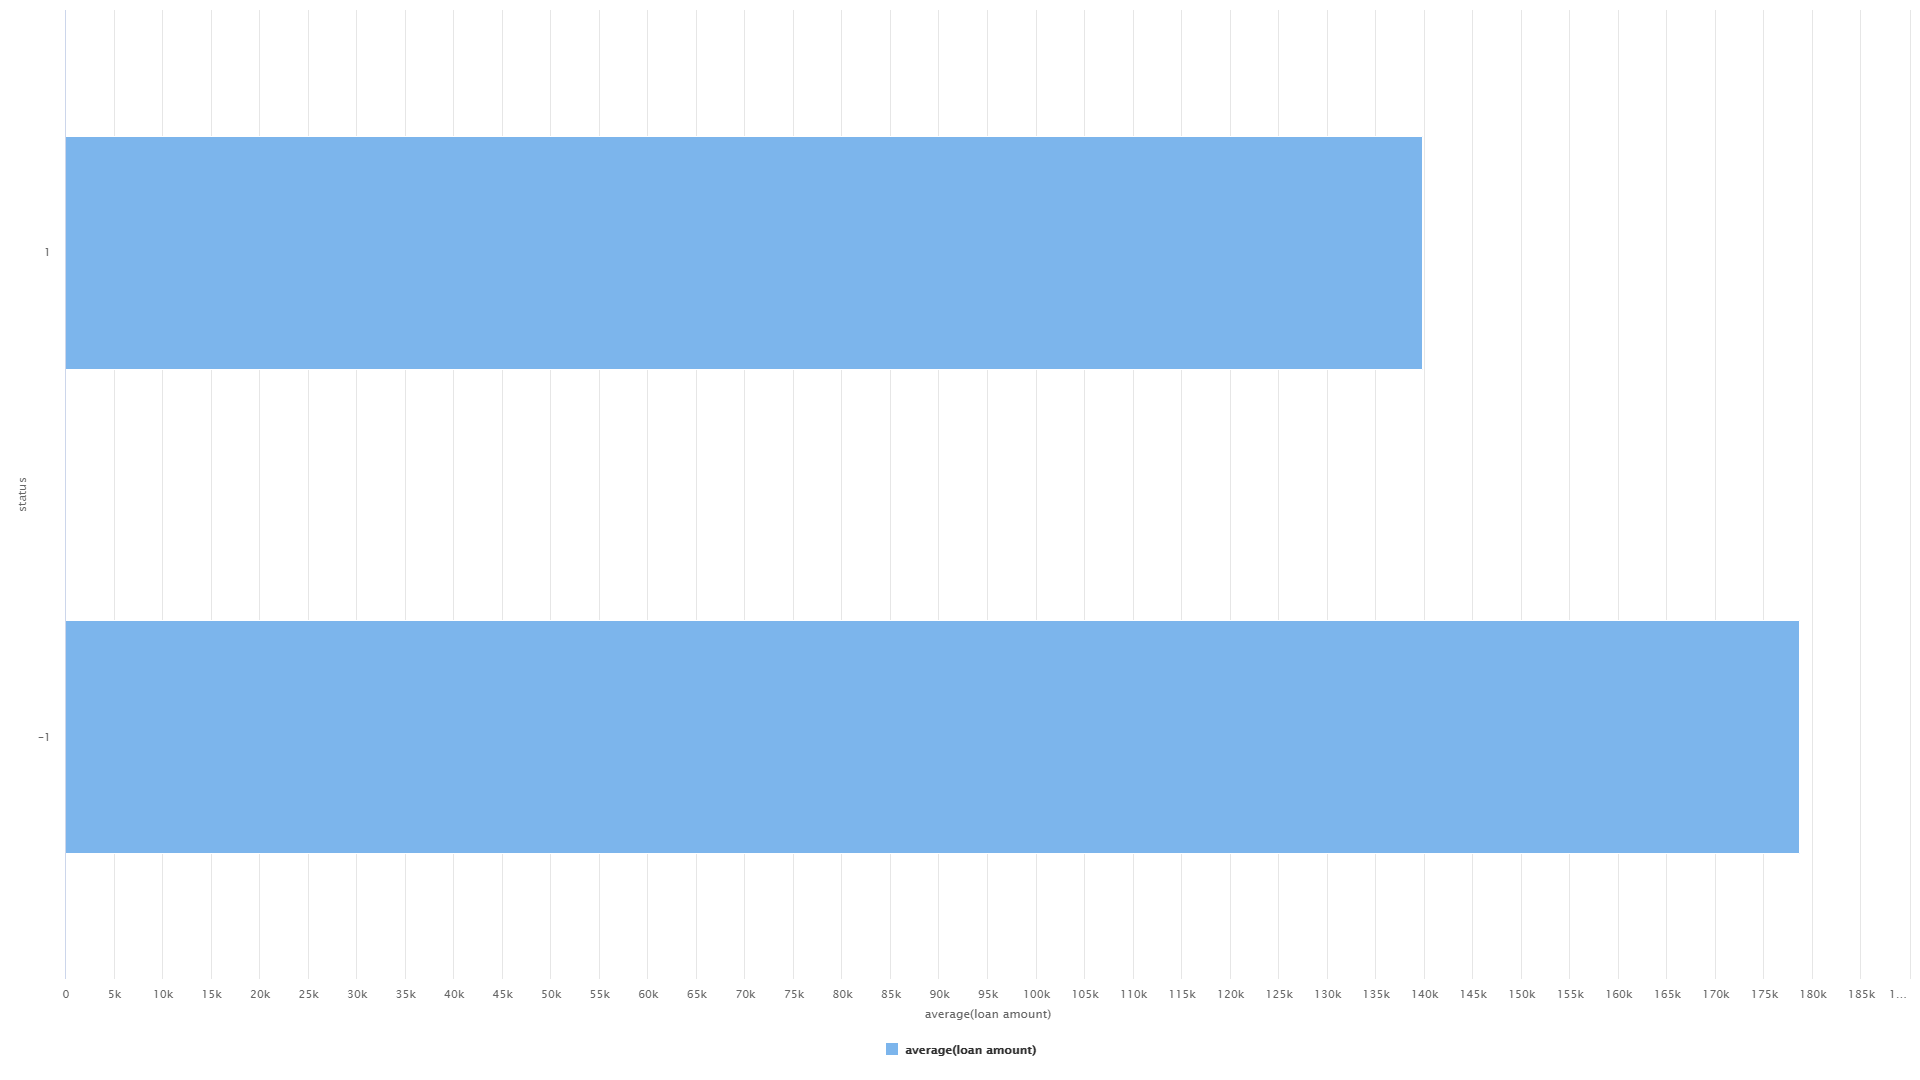 1
status
-1
0 5k 10k 15k 20k 25k 30k 35k 40k 45k 50k 55k 60k 65k 70k 75k 80k 85k 90k 95k 100k 105k 110k 115k 120k 125k 130k 135k 140k 145k 150k 155k 160k 165k 170k 175k 180k 185k 1…
average(loan amount)
average(loan amount)